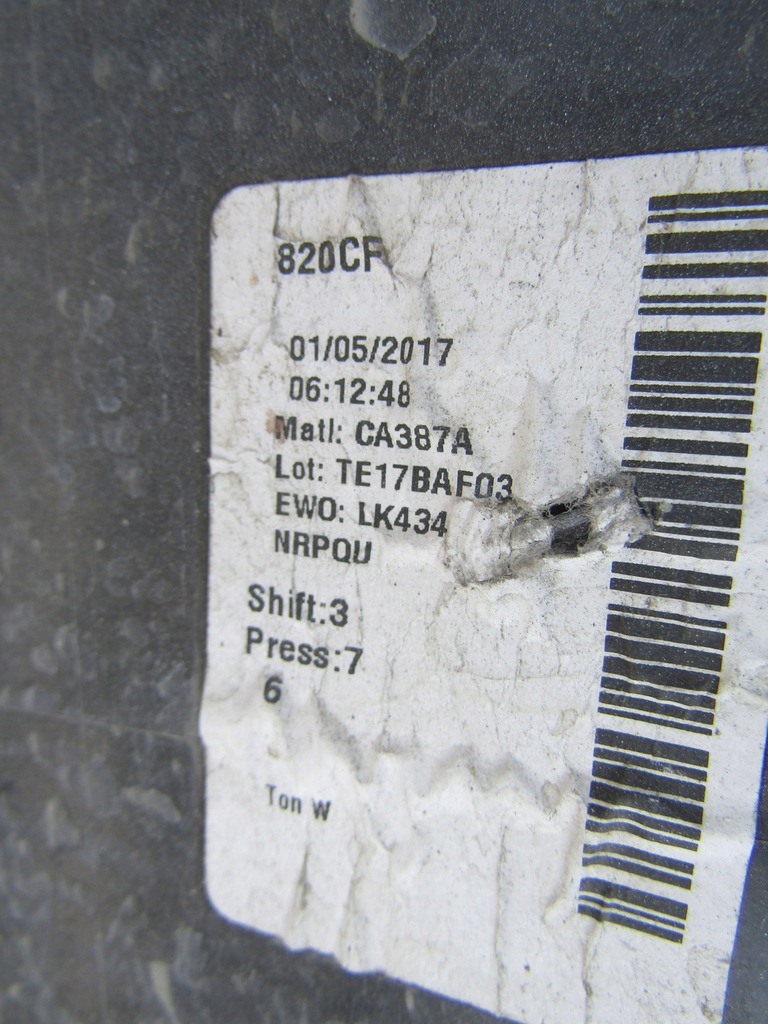 820CF
01/05/2017
06:12:48
Matl: CA387A
Lot: TE17BAF03
EWO: LK434
NRPQU
Shift:3
Press:7
6
Ton W